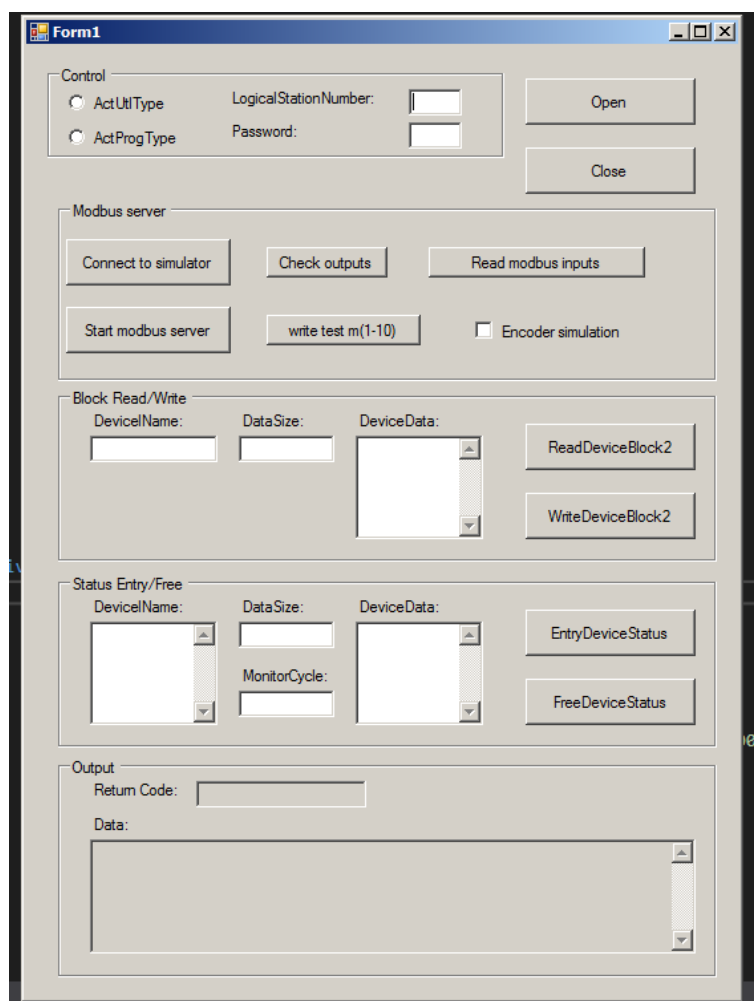 Form1
Control
ActUtlType
LogicalStationNumber:
Open
ActProgType
Password:
Close
Modbus server
Connect to simulator
Check outputs
Read modbus inputs
Start modbus server
write test m(1-10)
Encoder simulation
Block Read/Write
DevicelName:
DataSize:
DeviceData:
ReadDeviceBlock2
WriteDeviceBlock2
Status Entry/Free
DevicelName:
DataSize:
DeviceData:
EntryDeviceStatus
MonitorCycle:
FreeDeviceStatus
Output
Return Code:
Data: